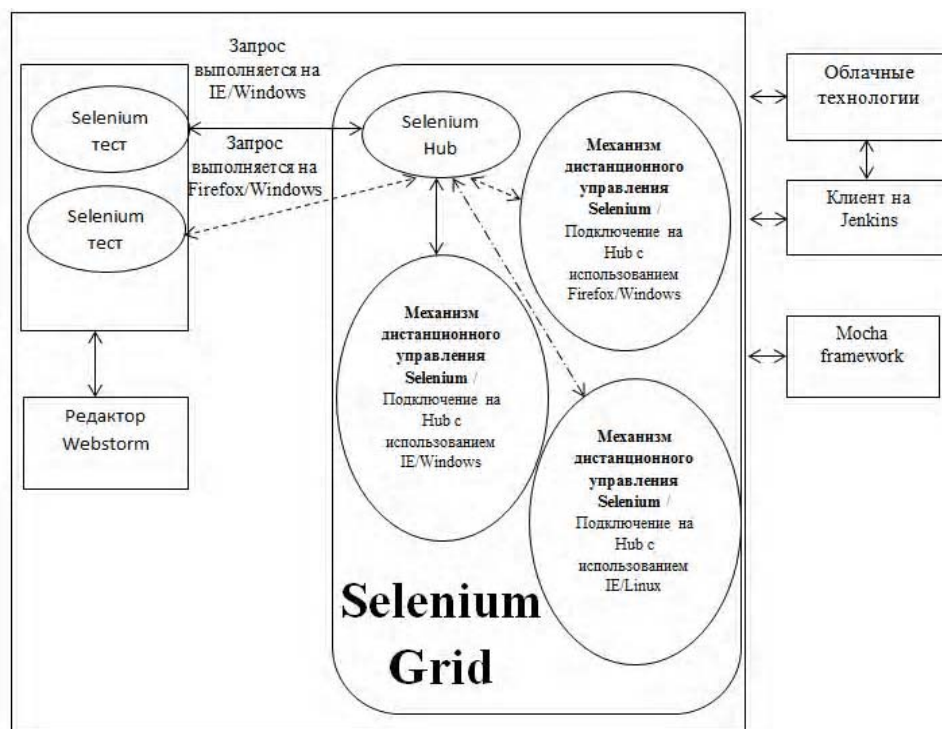 Запрос
выполняется на
IE/Windows
Selenium
тест
Запрос
выполняется на
Firefox/Windows
Selenium
тест
Редактор
Webstorm
Selenium
Hub
Механизм
дистанционного
управления
Selenium /
Подключение на
Hub с
использованием
Firefox/Windows
Механизм
дистанционного
управления
Selenium /
Подключение на
Hub с
использованием
IE/Windows
Механизм
дистанционного
управления
Selenium /
Подключение на
Hub с
использованием
IE/Linux
Selenium
Grid
Облачные
технологии
Клиент на
Jenkins
Mocha
framework